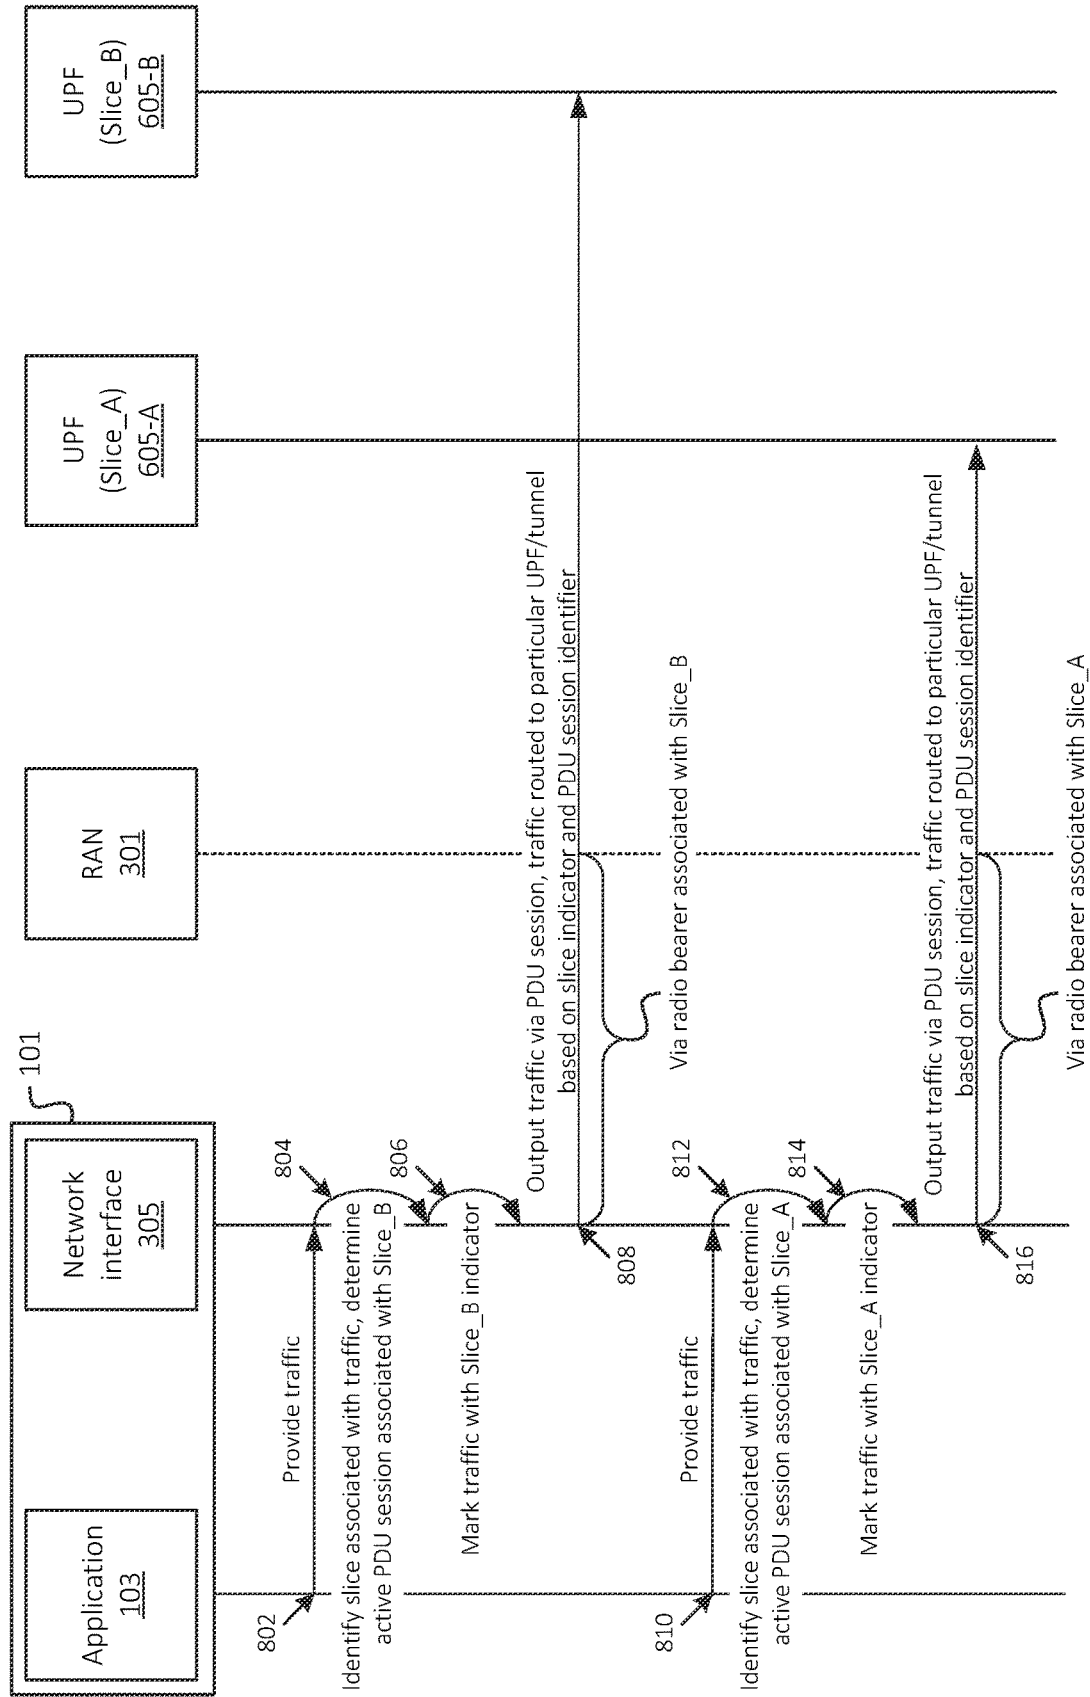 101
Application
103
Network
interface
305
RAN
301
UPF
(Slice_A)
605-A
UPF
(Slice_B)
605-B
802
Provide traffic
804
Identify slice associated with traffic, determine
active PDU session associated with Slice_B
806
Mark traffic with Slice_B indicator
Output traffic via PDU session, traffic routed to particular UPF/tunnel
based on slice indicator and PDU session identifier
808
Via radio bearer associated with Slice_B
810
Provide traffic
812
Identify slice associated with traffic, determine
active PDU session associated with Slice_A
814
Mark traffic with Slice_A indicator
Output traffic via PDU session, traffic routed to particular UPF/tunnel
based on slice indicator and PDU session identifier
816
Via radio bearer associated with Slice_A